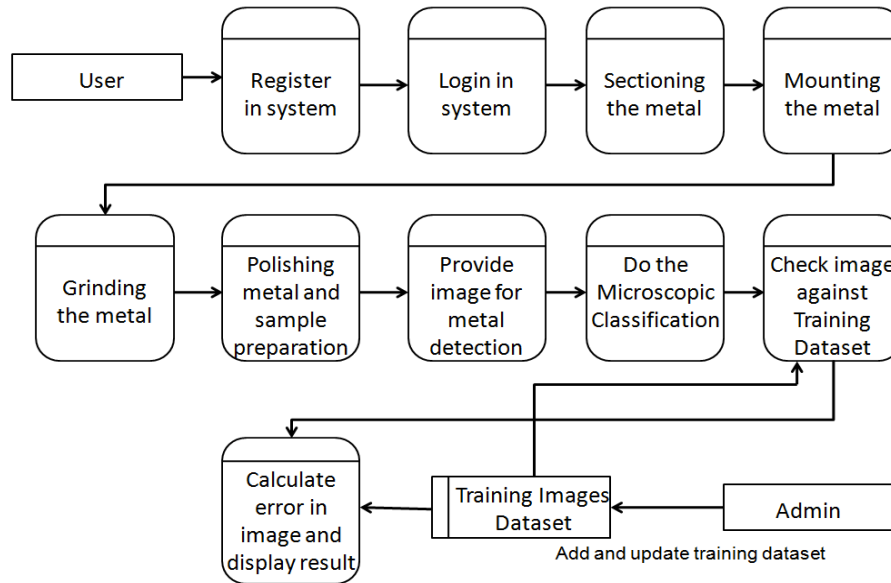 User
Register
in system
Login in
system
Sectioning
the metal
Mounting
the metal
Grinding
the metal
Polishing
metal and
sample
preparation
Provide
image for
metal
detection
Do the
Microscopic
Classification
Check image
against
Training
Dataset
Calculate
error in
image and
display result
Training Images
Dataset
Admin
Add and update training dataset